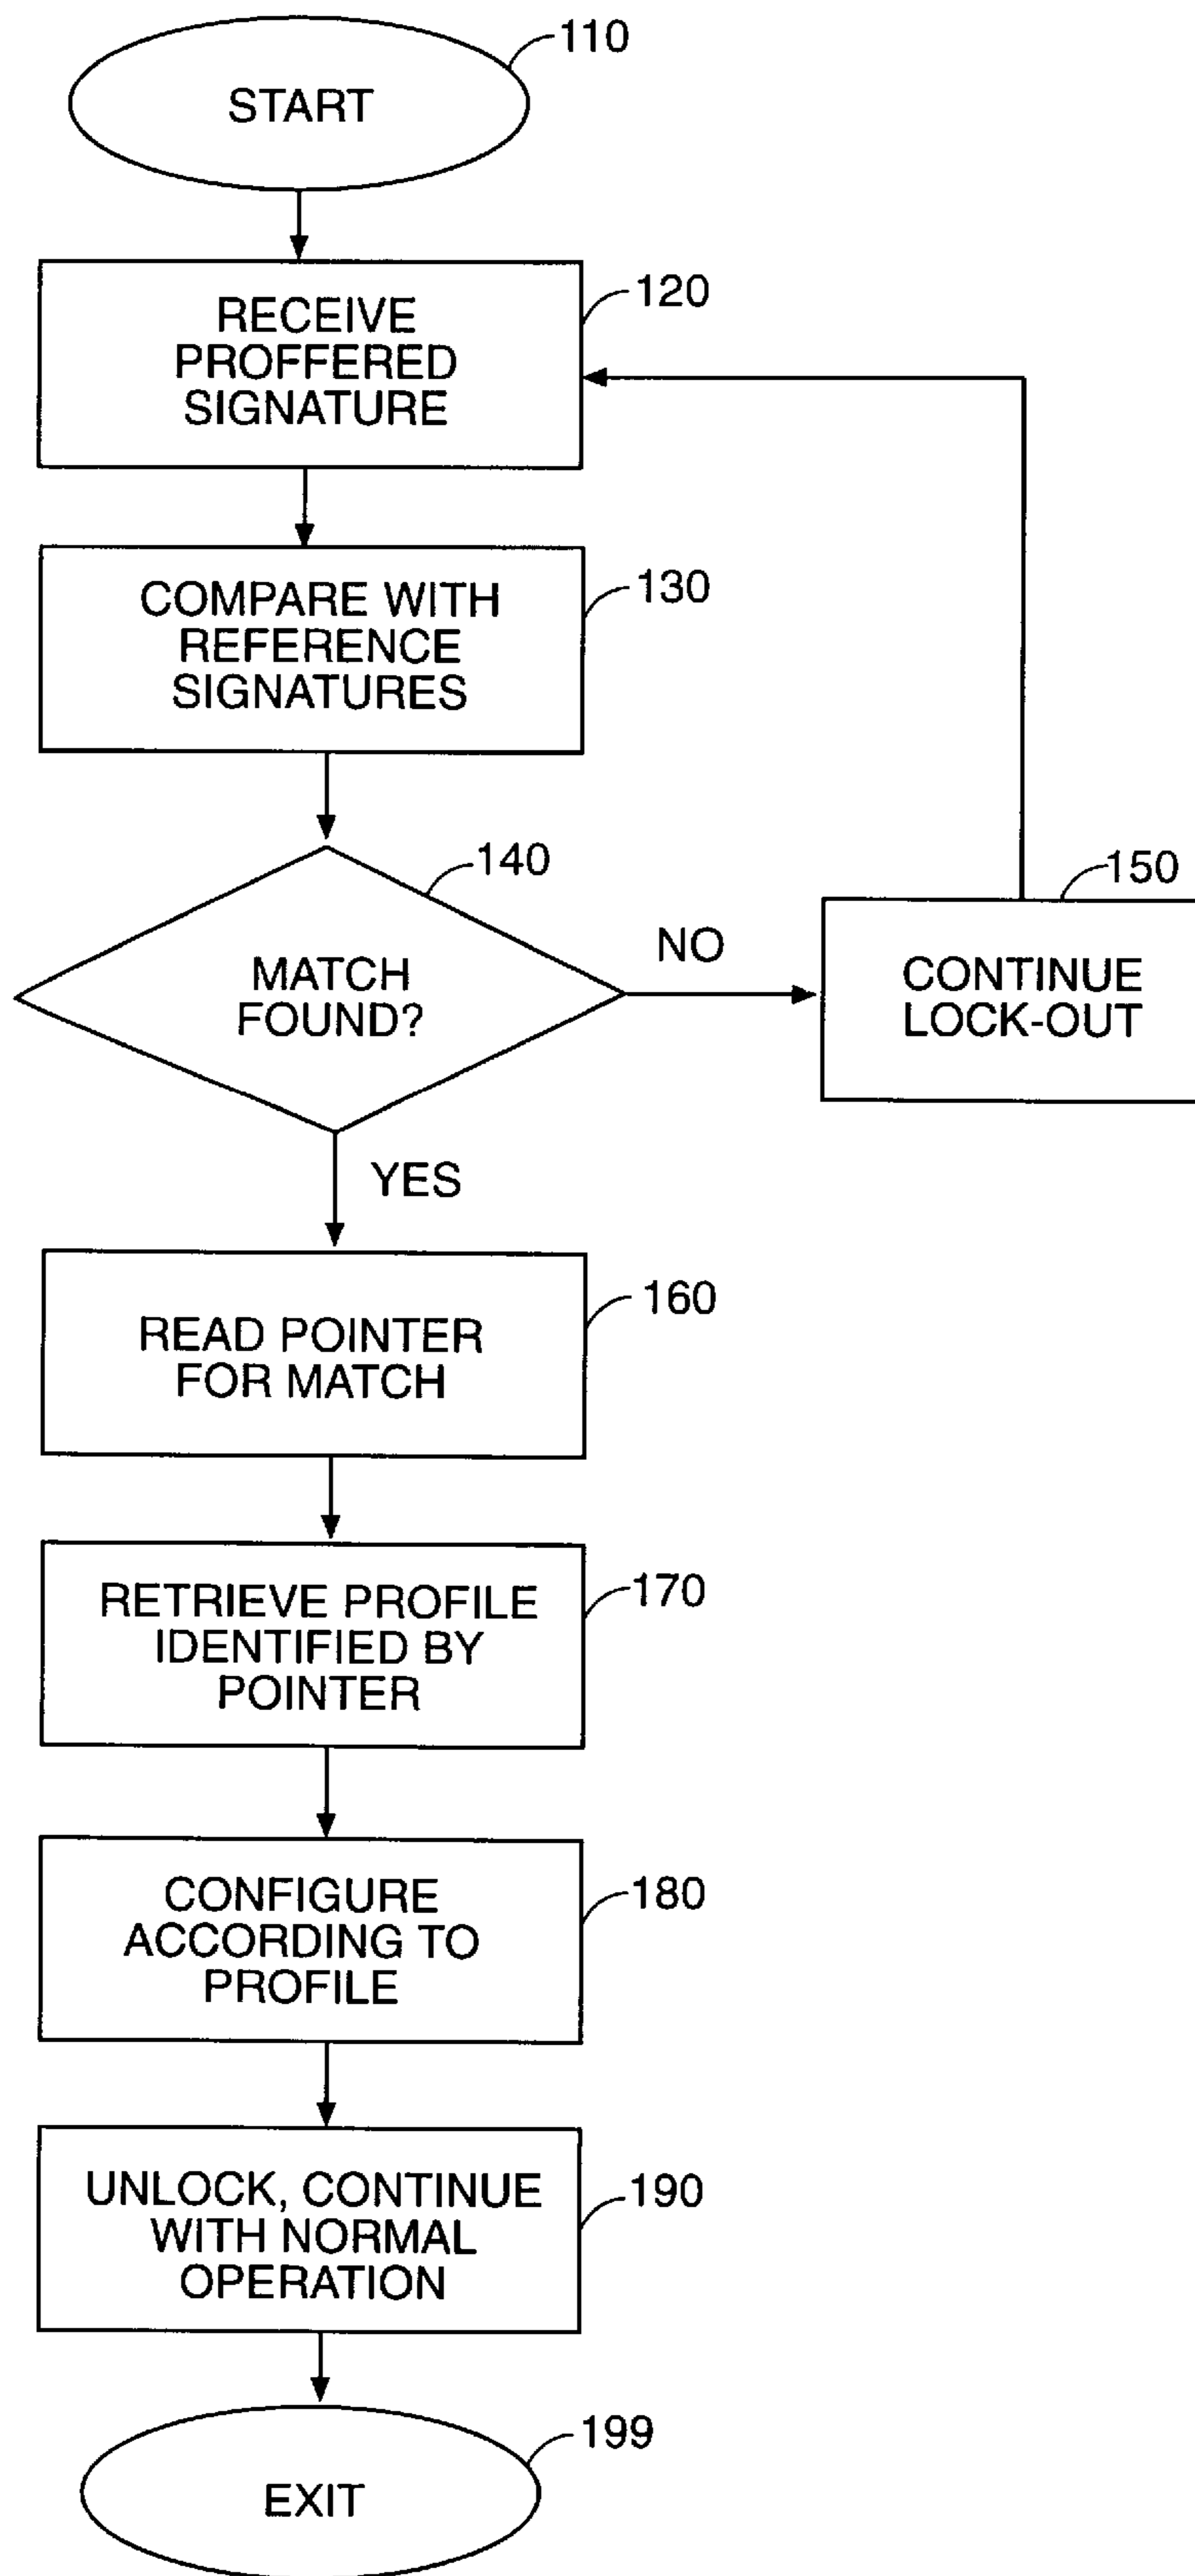 110
START
120
RECEIVE
PROFFERED
SIGNATURE
130
COMPARE WITH
REFERENCE
SIGNATURES
140
MATCH
FOUND?
NO
150
CONTINUE
LOCK-OUT
YES
160
READ POINTER
FOR MATCH
170
RETRIEVE PROFILE
IDENTIFIED BY
POINTER
180
CONFIGURE
ACCORDING TO
PROFILE
190
UNLOCK, CONTINUE
WITH NORMAL
OPERATION
199
EXIT